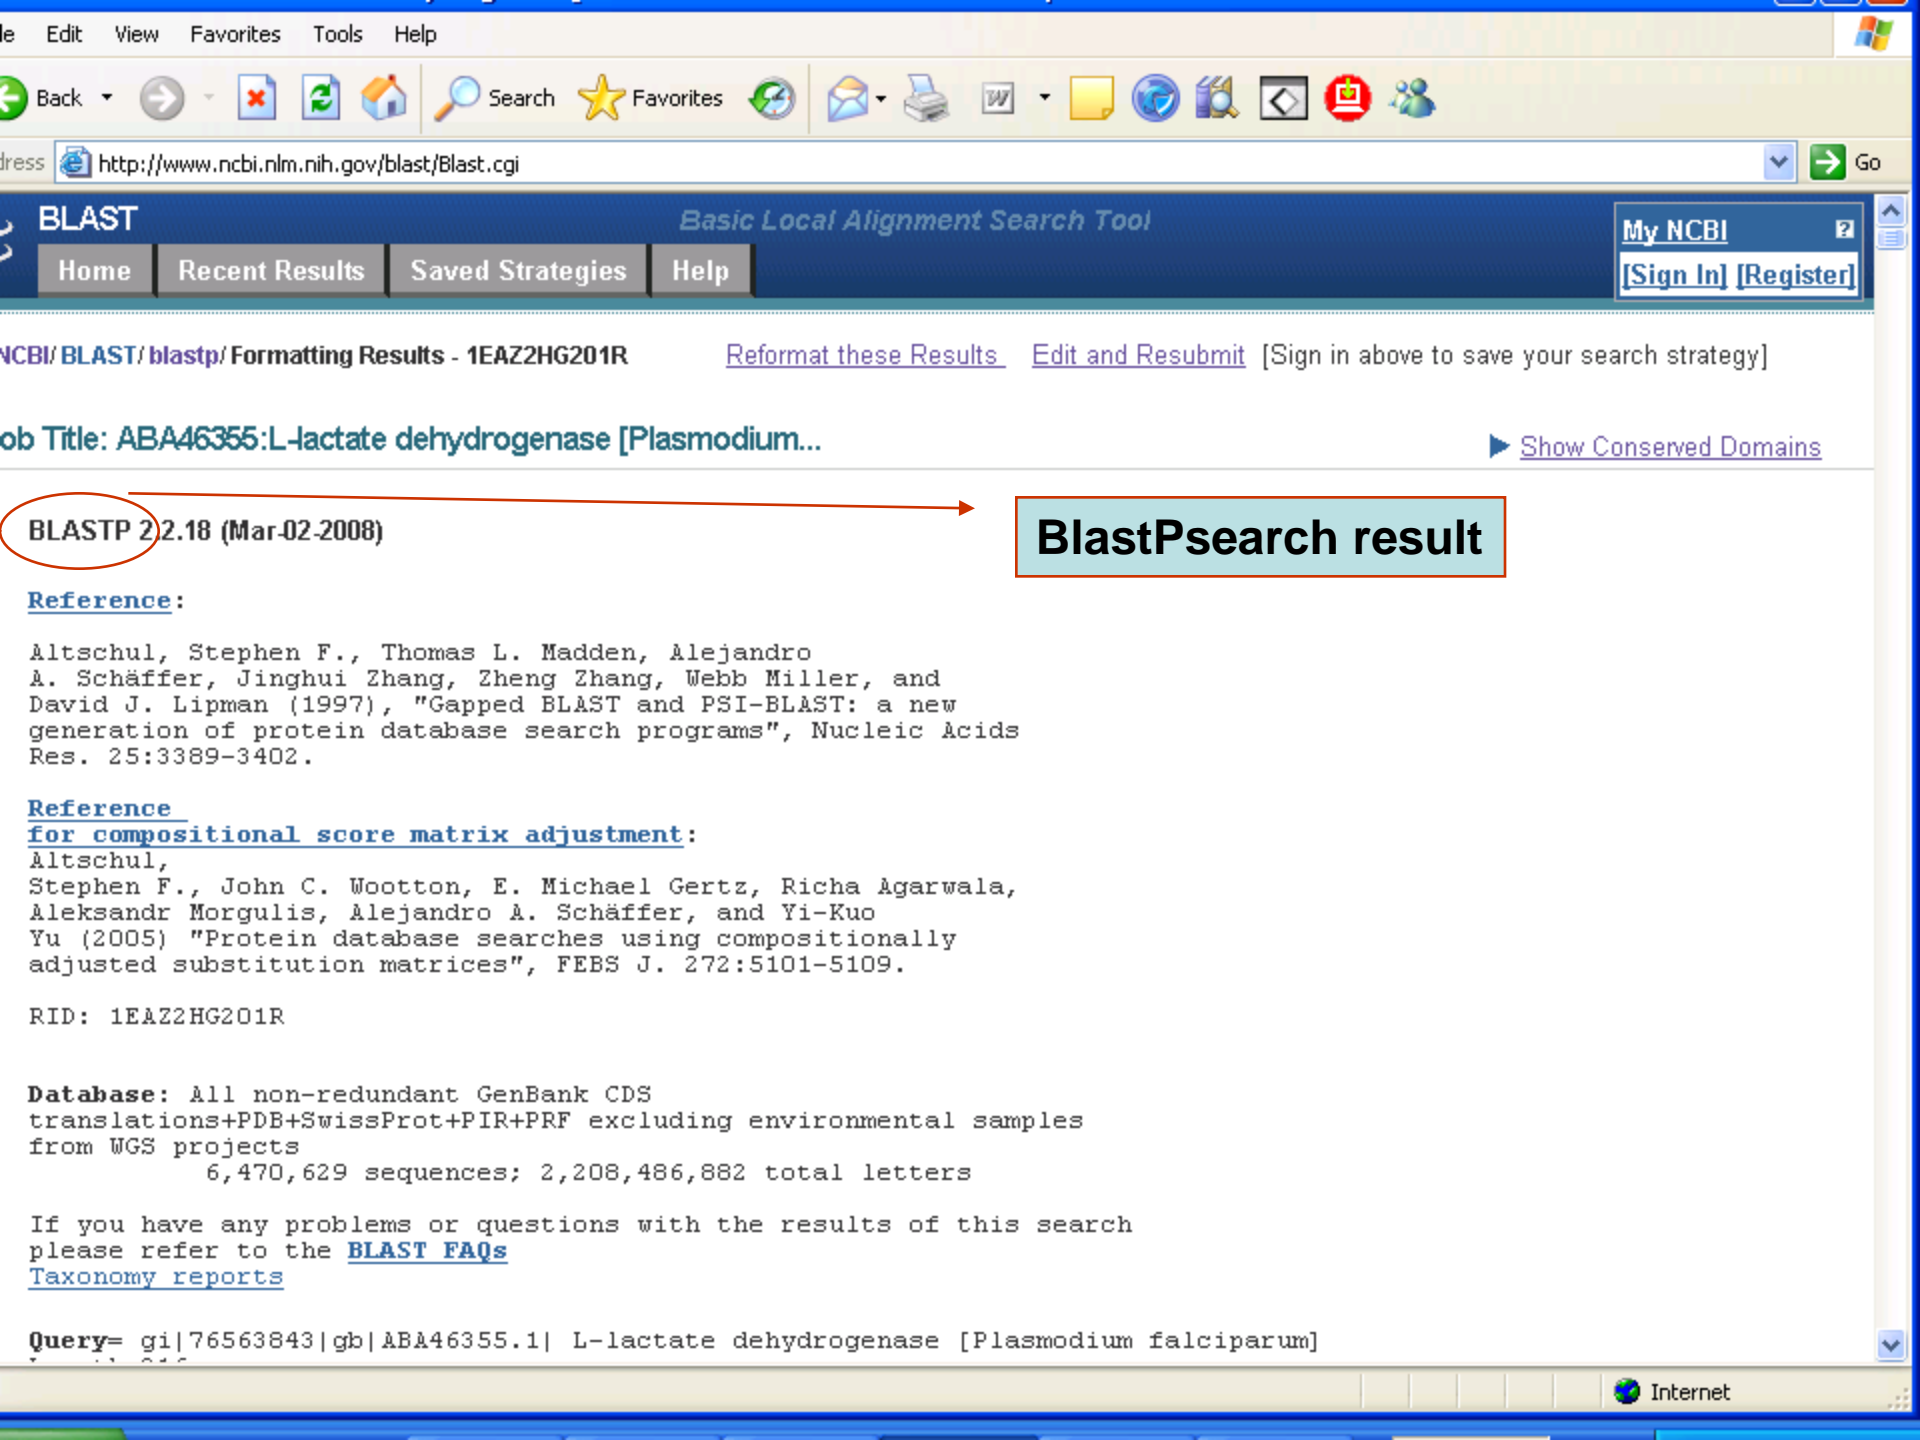 Edit View Favorites Tools Help
Back Search Favorites
http://www.ncbi.nlm.nih.gov/blast/Blast.cgi Go
BLAST Basic Local Alignment Search Tool
My NCBI
Home Recent Results Saved Strategies Help
[Sign In] [Register]
NCBI/ BLAST/ blastp/ Formatting Results - 1EAZ2HG201R Reformat these Results Edit and Resubmit [Sign in above to save your search strategy]
ob Title: ABA46355:L-lactate dehydrogenase [Plasmodium...
Show Conserved Domains
BLASTP 2.2.18 (Mar-02-2008)
BlastPsearch result
Reference:
Altschul, Stephen F., Thomas L. Madden, Alejandro
A. Schäffer, Jinghui Zhang, Zheng Zhang, Webb Miller, and
David J. Lipman (1997), "Gapped BLAST and PSI-BLAST: a new
generation of protein database search programs", Nucleic Acids
Res. 25:3389-3402.
Reference
for compositional score matrix adjustment:
Altschul,
Stephen F., John C. Wootton, E. Michael Gertz, Richa Agarwala,
Aleksandr Morgulis, Alejandro A. Schäffer, and Yi-Kuo
Yu (2005) "Protein database searches using compositionally
adjusted substitution matrices", FEBS J. 272:5101-5109.
RID: 1EAZ2HG201R
Database: All non-redundant GenBank CDS
translations+PDB+SwissProt+PIR+PRF excluding environmental samples
from WGS projects
6,470,629 sequences; 2,208,486,882 total letters
If you have any problems or questions with the results of this search
please refer to the BLAST FAQs
Taxonomy reports
Query= gi|76563843|gb|ABA46355.1| L-lactate dehydrogenase [Plasmodium falciparum]
Internet